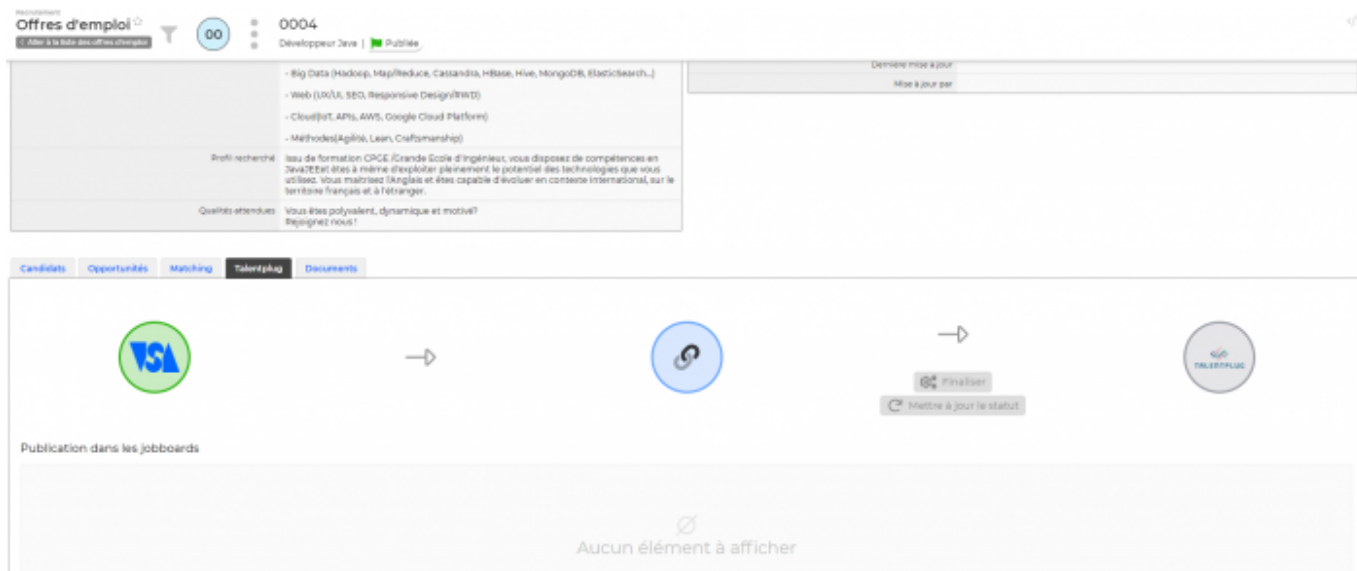 Recrutement
Offres d'emploi
< Aller à la liste des offres d'emploi
00
0004
Développeur Java | Publiée
</>
- Big Data (Hadoop, Map/Reduce, Cassandra, HBase, Hive, MongoDB, ElasticSearch...)
- Web (UX/UI, SEO, Responsive Design/RWD)
- Cloud(IoT, APIs, AWS, Google Cloud Platform)
- Méthodes(Agilité, Lean, Craftsmanship)
Dernière mise à jour
Mise à jour par
Profil recherché
Issu de formation CPGE /Grande Ecole d'Ingénieur, vous disposez de compétences en
JavaJEEet êtes à même d'exploiter pleinement le potentiel des technologies que vous
utilisez. Vous maitrisez l'Anglais et êtes capable d'évoluer en contexte International, sur le
territoire français et à l'étranger.
Qualités attendues
Vous êtes polyvalent, dynamique et motivé?
Rejoignez nous!
Candidats Opportunités Matching Talentplug Documents
VSA
Finaliser
Mettre à jour le statut
TALENTPLUG
Publication dans les jobboards
Aucun élément à afficher